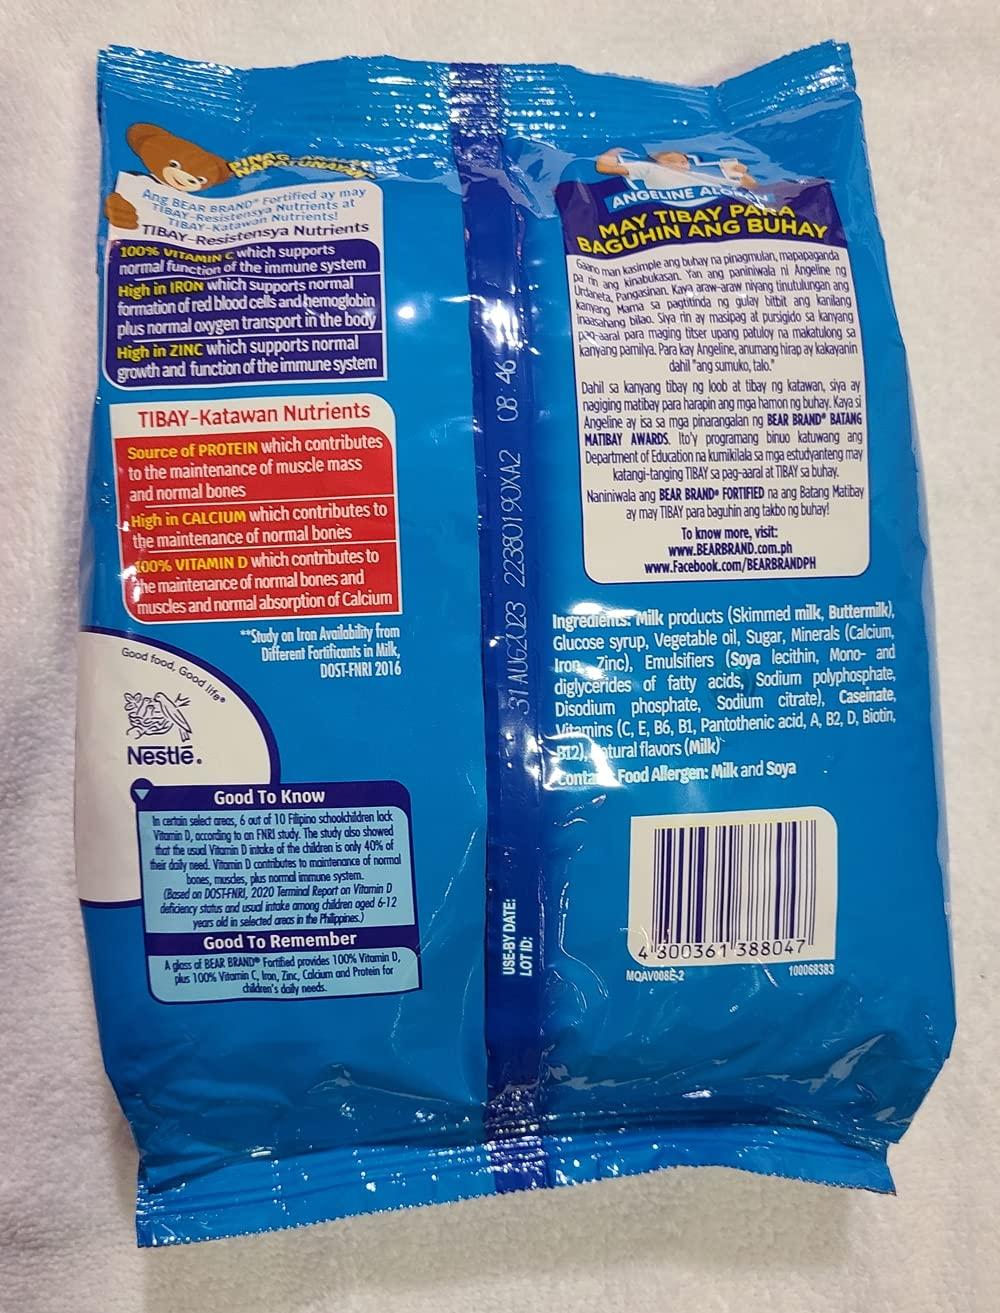 Ang BEAR BRAND® Fortified ay may
TIBAY-Resistensya Nutrients at
TIBAY-Katawan Nutrients!
TIBAY-Resistensya Nutrients
100% VITAMIN C which supports
normal function of the immune system
High in IRON which supports normal
formation of red blood cells and hemoglobin
plus normal oxygen transport in the body
High in ZINC which supports normal
growth and function of the immune system
TIBAY-Katawan Nutrients
Source of PROTEIN which contributes
to the maintenance of muscle mass
and normal bones
High in CALCIUM which contributes to
the maintenance of normal bones
100% VITAMIN D which contributes to
the maintenance of normal bones and
muscles and normal absorption of Calcium
**Study on Iron Availability from
Different Fortificants in Milk,
DOST-FNRI 2016
Good food, Good life®
Nestlé.
Good To Know
In certain select areas, 6 out of 10 Filipino schoolchildren lack
Vitamin D, according to an FNRI study. The study also showed
that the usual Vitamin D intake of the children is only 40% of
their daily need. Vitamin D contributes to maintenance of normal
bones, muscles, plus normal immune system.
(Based on DOST-FNRI, 2020 Terminal Report on Vitamin D
deficiency status and usual intake among children aged 6-12
years old in selected areas in the Philippines.)
Good To Remember
A glass of BEAR BRAND® Fortified provides 100% Vitamin D,
plus 100% Vitamin C, Iron, Zinc, Calcium and Protein for
children's daily needs.
USE-BY DATE:
LOT ID:
31AUG2023 22380190XA2 08:46
ANGELINE
MAY TIBAY PARA
BAGUHIN ANG BUHAY
Gaano man kasimple ang buhay na pinagmulan, mapapaganda
pa rin ang kinabukasan. Yan ang paniniwala ni Angeline ng
Urdaneta, Pangasinan. Kaya araw-araw niyang tinutulungan ang
kanyang Mama sa pagtitinda ng gulay bitbit ang kanilang
inaasahang bilao. Siya rin ay masipag at pursigido sa kanyang
pag-aaral para maging titser upang patuloy na makatulong sa
kanyang pamilya. Para kay Angeline, anumang hirap ay kakayanin
dahil "ang sumuko, talo."
Dahil sa kanyang tibay ng loob at tibay ng katawan, siya ay
nagiging matibay para harapin ang mga hamon ng buhay. Kaya si
Angeline ay isa sa mga pinarangalan ng BEAR BRAND® BATANG
MATIBAY AWARDS. Ito'y programang binuo katuwang ang
Department of Education na kumikilala sa mga estudyanteng may
katangi-tanging TIBAY sa pag-aaral at TIBAY sa buhay.
Naniniwala ang BEAR BRAND® FORTIFIED na ang Batang Matibay
ay may TIBAY para baguhin ang takbo ng buhay!
To know more, visit:
www.BEARBRAND.com.ph
www.Facebook.com/BEARBRANDPH
Ingredients: Milk products (Skimmed milk, Buttermilk),
Glucose syrup, Vegetable oil, Sugar, Minerals (Calcium,
Iron, Zinc), Emulsifiers (Soya lecithin, Mono- and
diglycerides of fatty acids, Sodium polyphosphate,
Disodium phosphate, Sodium citrate), Caseinate,
Vitamins (C, E, B6, B1, Pantothenic acid, A, B2, D, Biotin,
B12), Natural flavors (Milk)
Food Allergen: Milk and Soya
4 800361 388047
MQAV008E-2 100068383